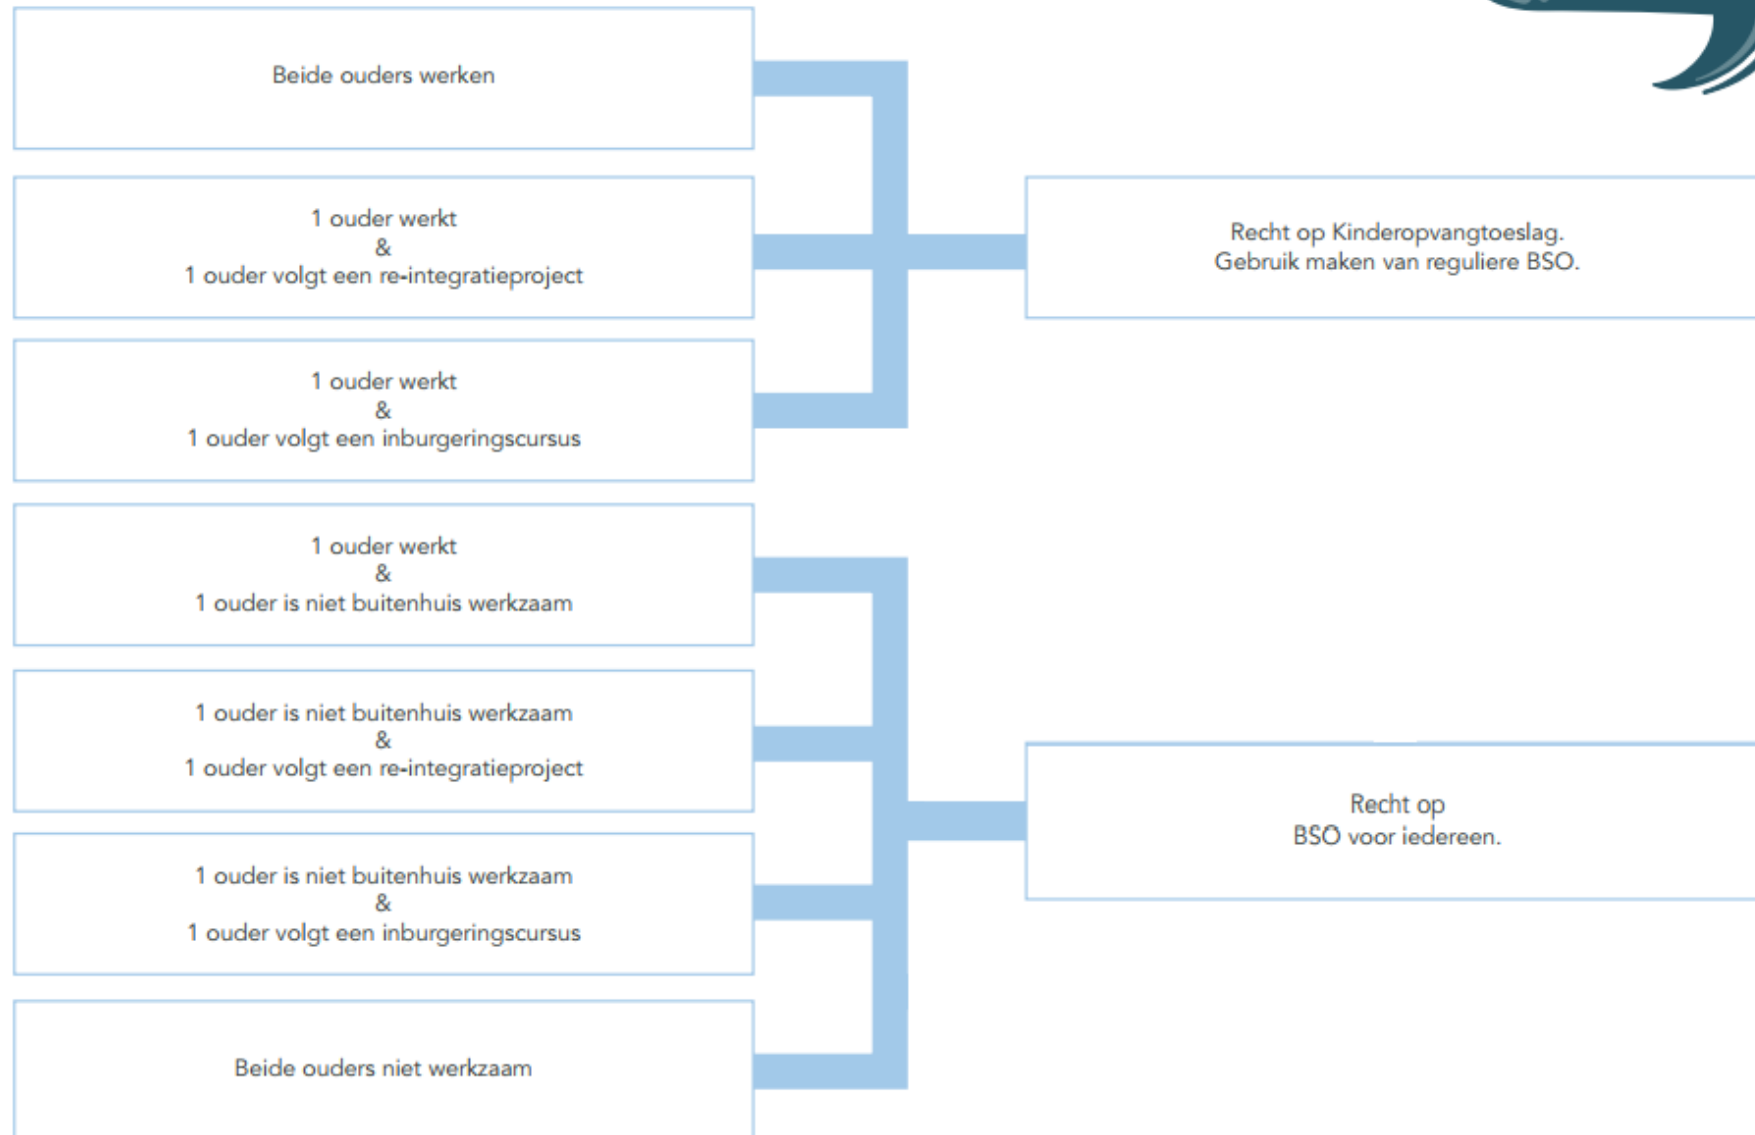 Beide ouders werken
1 ouder werkt
&
1 ouder volgt een re-integratieproject
1 ouder werkt
&
1 ouder volgt een inburgeringscursus
1 ouder werkt
&
1 ouder is niet buitenhuis werkzaam
1 ouder is niet buitenhuis werkzaam
&
1 ouder volgt een re-integratieproject
1 ouder is niet buitenhuis werkzaam
&
1 ouder volgt een inburgeringscursus
Beide ouders niet werkzaam
Recht op Kinderopvangtoeslag.
Gebruik maken van reguliere BSO.
Recht op
BSO voor iedereen.